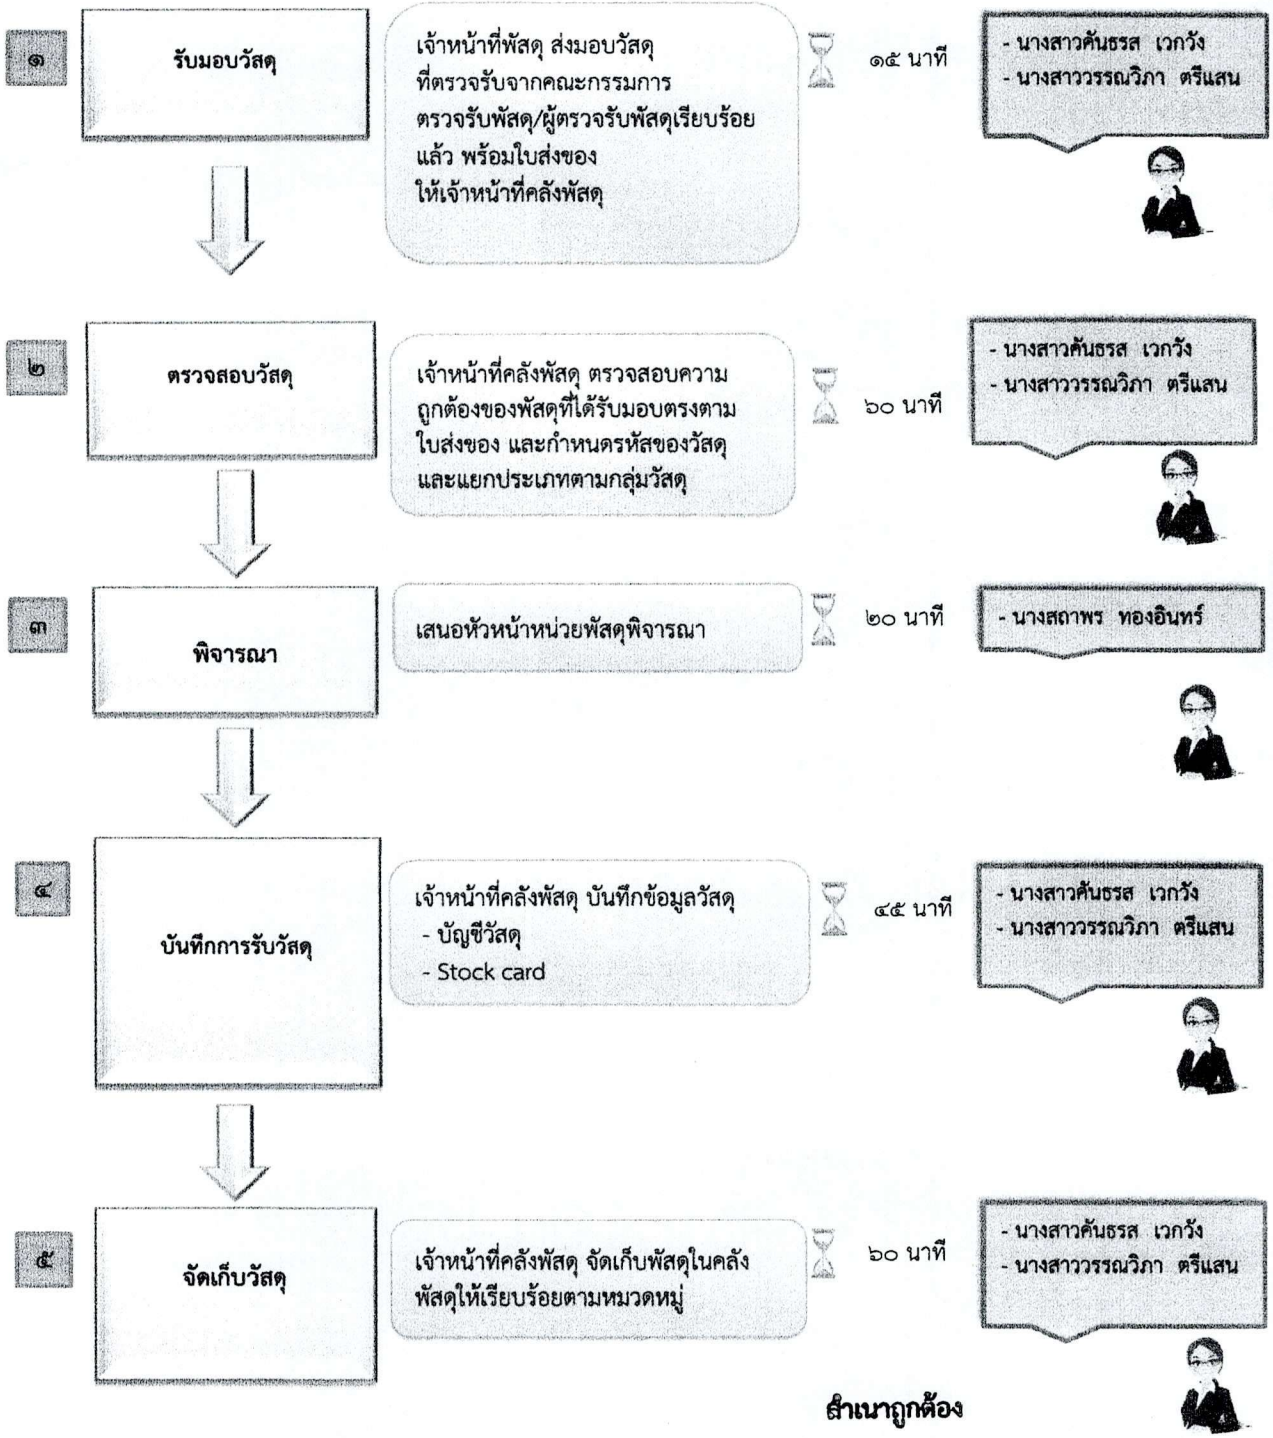 ๑
รับมอบวัสดุ
เจ้าหน้าที่พัสดุ ส่งมอบวัสดุ
ที่ตรวจรับจากคณะกรรมการ
ตรวจรับพัสดุ/ผู้ตรวจรับพัสดุเรียบร้อย
แล้ว พร้อมใบส่งของ
ให้เจ้าหน้าที่คลังพัสดุ
๑๕ นาที
- นางสาวคันธรส เวกวัง
- นางสาววรรณวิภา ตรีแสน
๒
ตรวจสอบวัสดุ
เจ้าหน้าที่คลังพัสดุ ตรวจสอบความ
ถูกต้องของพัสดุที่ได้รับมอบตรงตาม
ใบส่งของ และกำหนดรหัสของวัสดุ
และแยกประเภทตามกลุ่มวัสดุ
๖๐ นาที
- นางสาวคันธรส เวกวัง
- นางสาววรรณวิภา ตรีแสน
๓
พิจารณา
เสนอหัวหน้าหน่วยพัสดุพิจารณา
๒๐ นาที
- นางสถาพร ทองอินทร์
๔
บันทึกการรับวัสดุ
เจ้าหน้าที่คลังพัสดุ บันทึกข้อมูลวัสดุ
- บัญชีวัสดุ
- Stock card
๔๕ นาที
- นางสาวคันธรส เวกวัง
- นางสาววรรณวิภา ตรีแสน
๕
จัดเก็บวัสดุ
เจ้าหน้าที่คลังพัสดุ จัดเก็บพัสดุในคลัง
พัสดุให้เรียบร้อยตามหมวดหมู่
๖๐ นาที
- นางสาวคันธรส เวกวัง
- นางสาววรรณวิภา ตรีแสน
สำเนาถูกต้อง